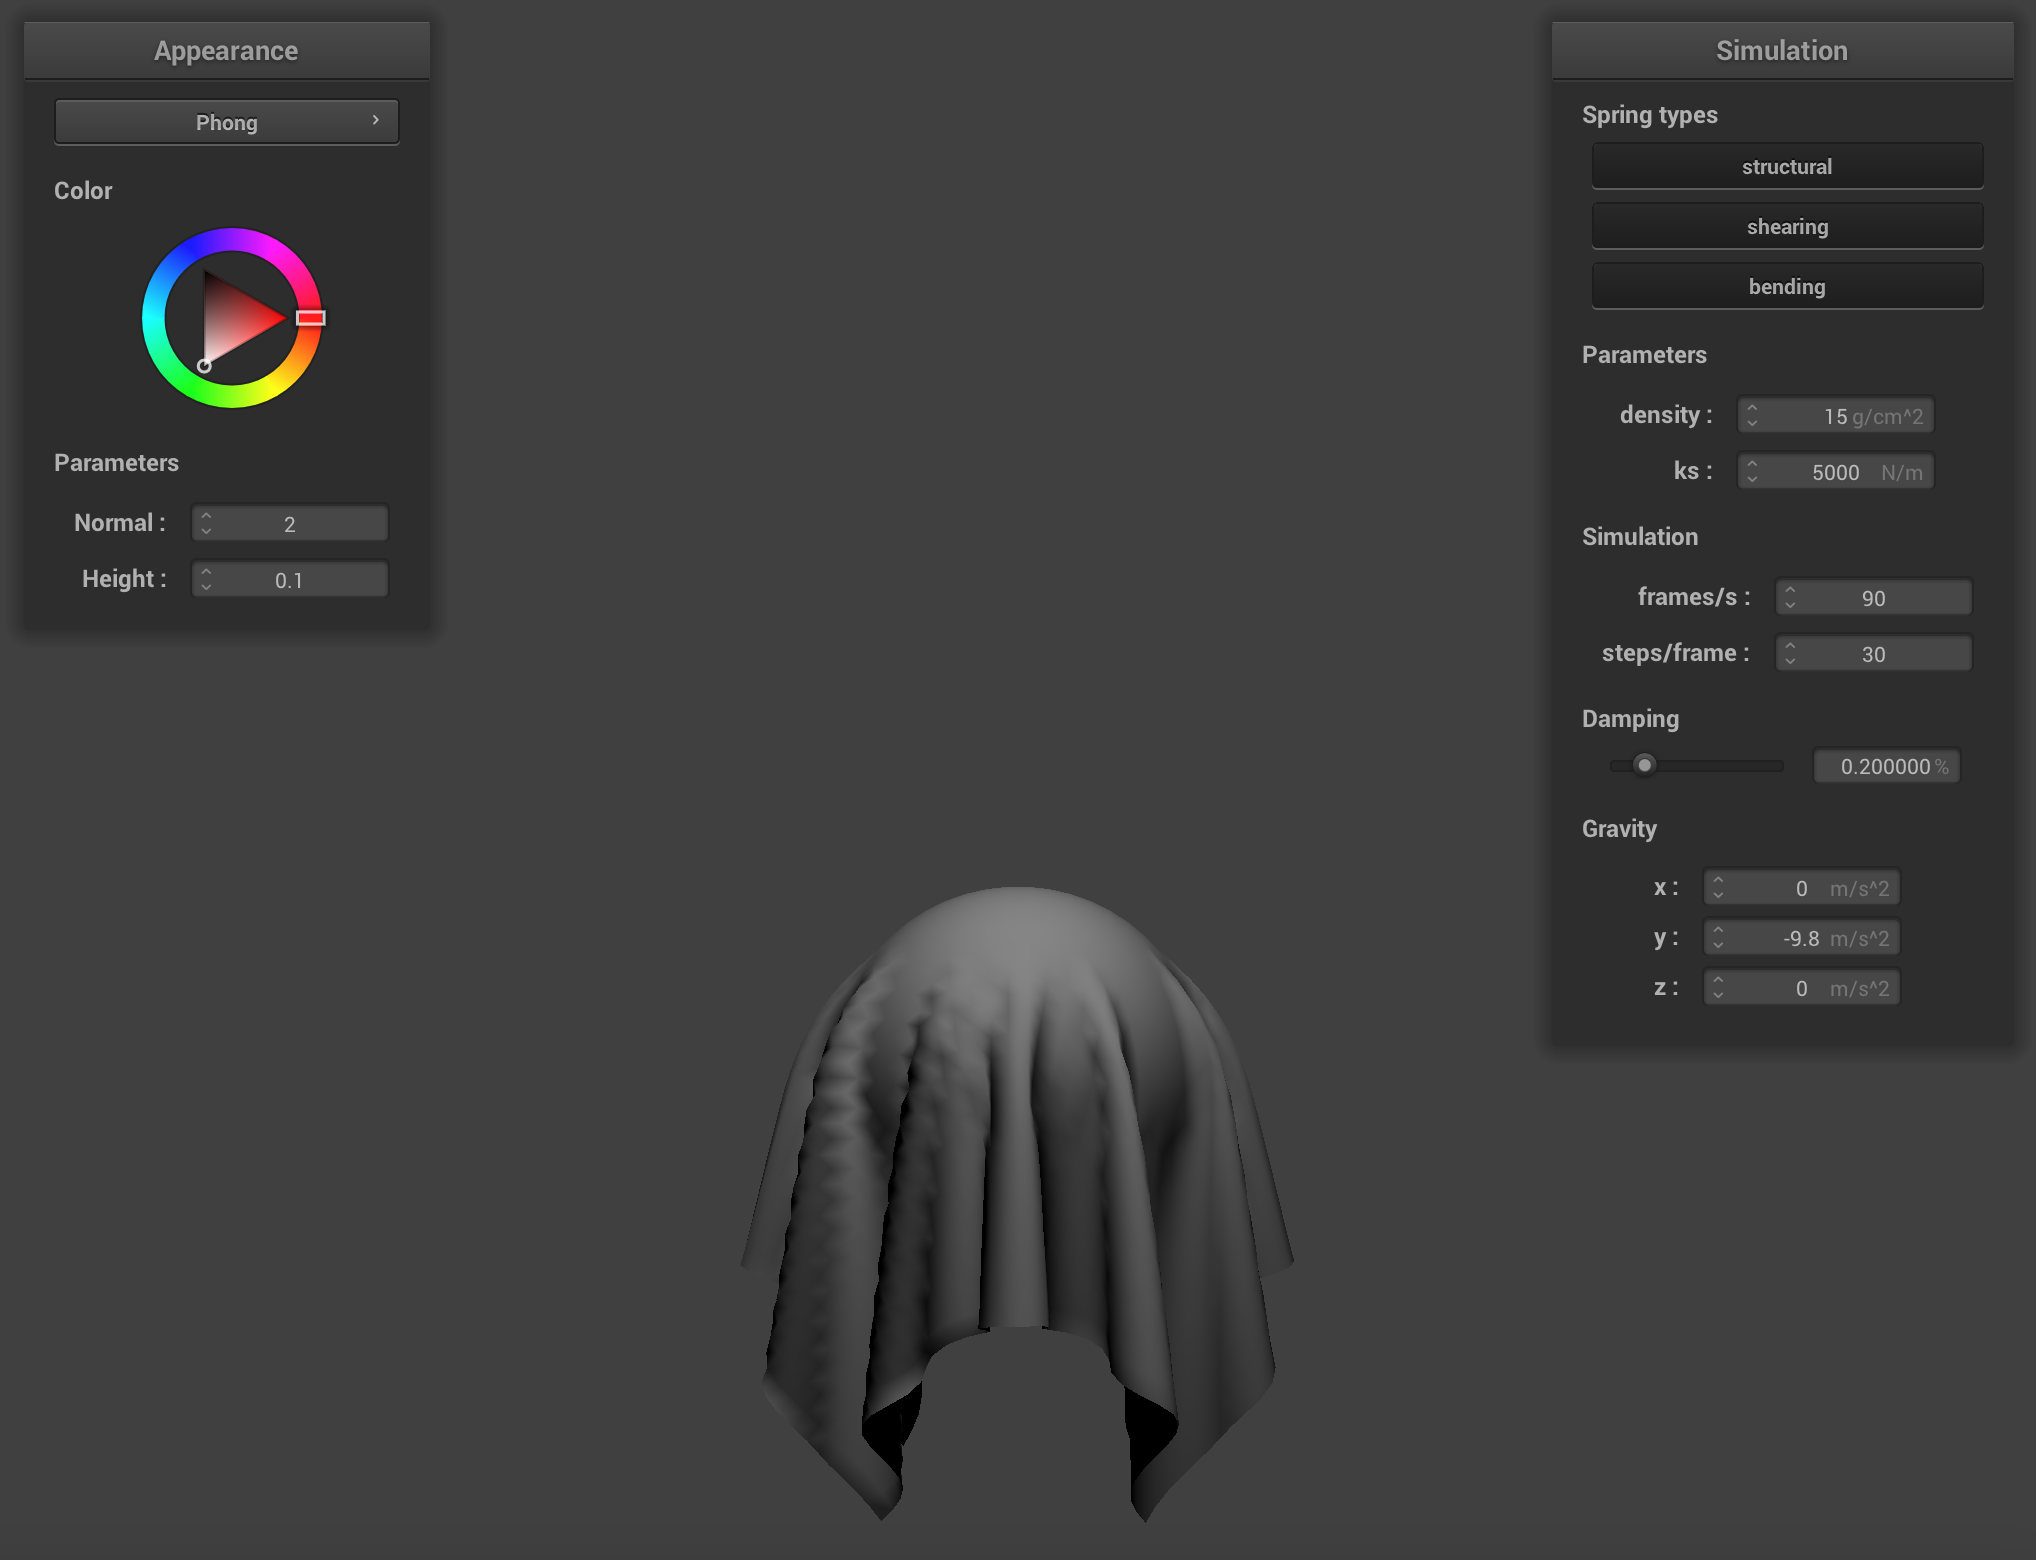 Appearance
Phong
Color
Parameters
Normal : 2
Height : 0.1
Simulation
Spring types
structural
shearing
bending
Parameters
density : 15 g/cm^2
ks : 5000 N/m
Simulation
frames/s : 90
steps/frame : 30
Damping
0.200000 %
Gravity
x : 0 m/s^2
y : -9.8 m/s^2
z : 0 m/s^2